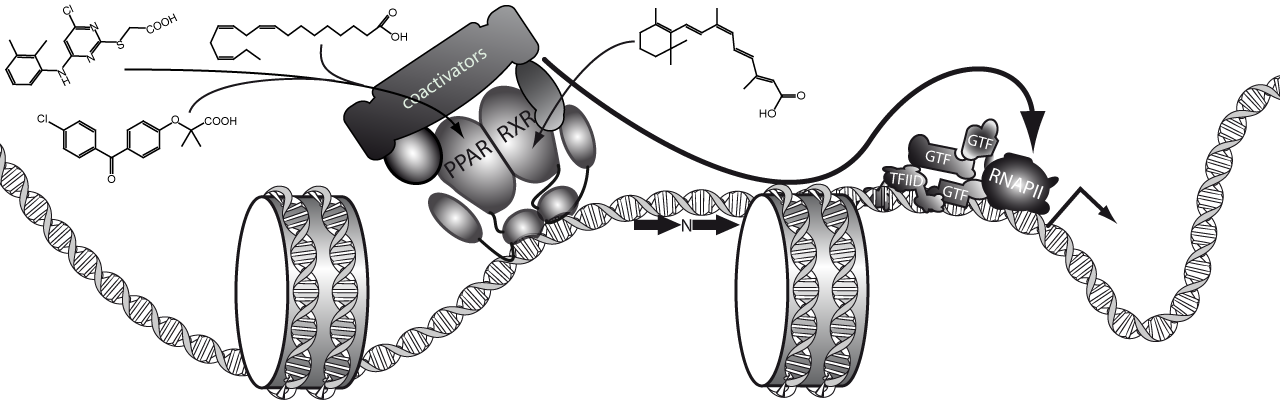 Cl
N
N
S
COOH
N
H
O
OH
Cl
O
COOH
O
coactivators
PPAR
RXR
O
HO
N
GTF
GTF
TFIID
GTF
RNAPII